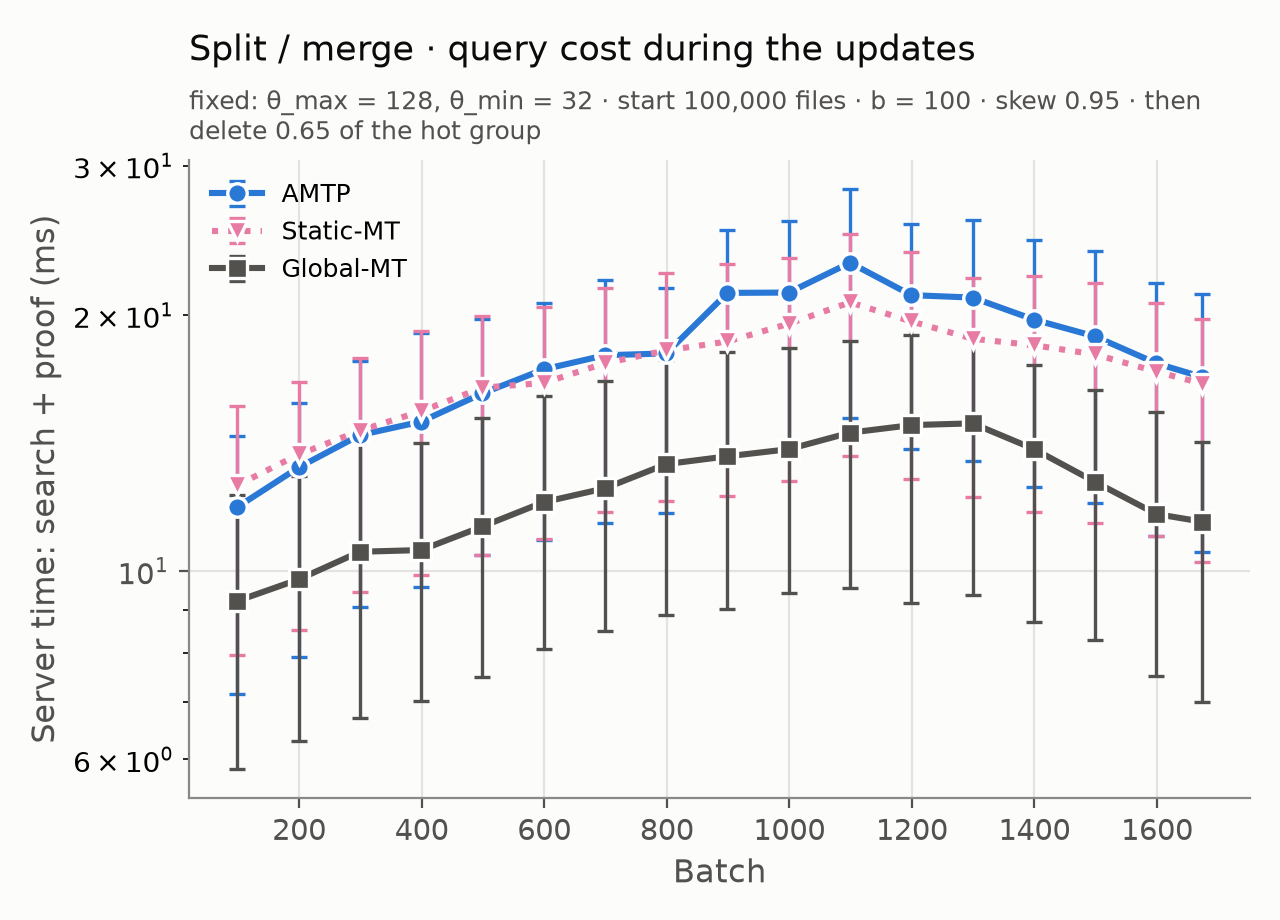 Split / merge · query cost during the updates
fixed: θ_max = 128, θ_min = 32 · start 100,000 files · b = 100 · skew 0.95 · then
delete 0.65 of the hot group
AMTP
Static-MT
Global-MT
Server time: search + proof (ms)
3 × 10¹
2 × 10¹
10¹
6 × 10⁰
200 400 600 800 1000 1200 1400 1600
Batch